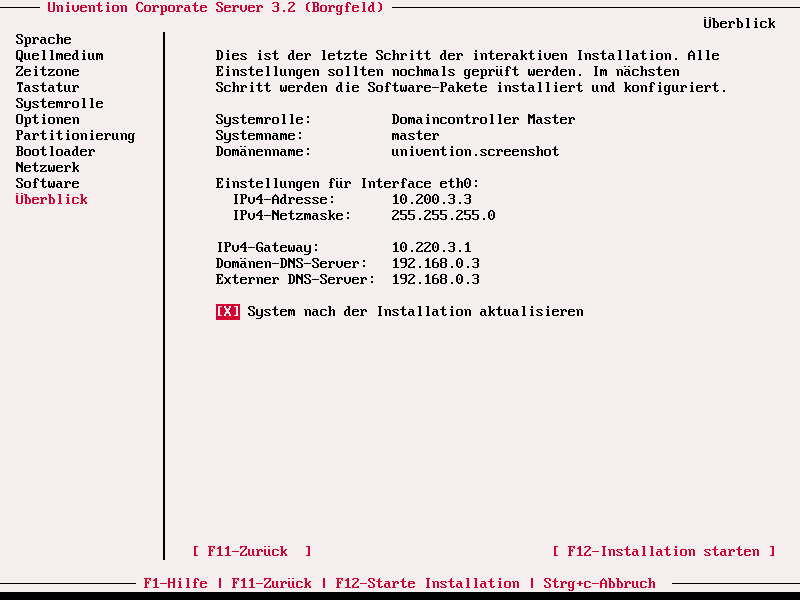 Univention Corporate Server 3.2 (Borgfeld)
Überblick
Sprache
Quellmedium
Zeitzone
Tastatur
Systemrolle
Optionen
Partitionierung
Bootloader
Netzwerk
Software
Überblick
Dies ist der letzte Schritt der interaktiven Installation. Alle
Einstellungen sollten nochmals geprüft werden. Im nächsten
Schritt werden die Software-Pakete installiert und konfiguriert.
Systemrolle: Domaincontroller Master
Systemname: master
Domänenname: univention.screenshot
Einstellungen für Interface eth0:
IPv4-Adresse: 10.200.3.3
IPv4-Netzmaske: 255.255.255.0
IPv4-Gateway: 10.220.3.1
Domänen-DNS-Server: 192.168.0.3
Externer DNS-Server: 192.168.0.3
[X] System nach der Installation aktualisieren
[ F11-Zurück ] [ F12-Installation starten ]
F1-Hilfe | F11-Zurück | F12-Starte Installation | Strg+c-Abbruch